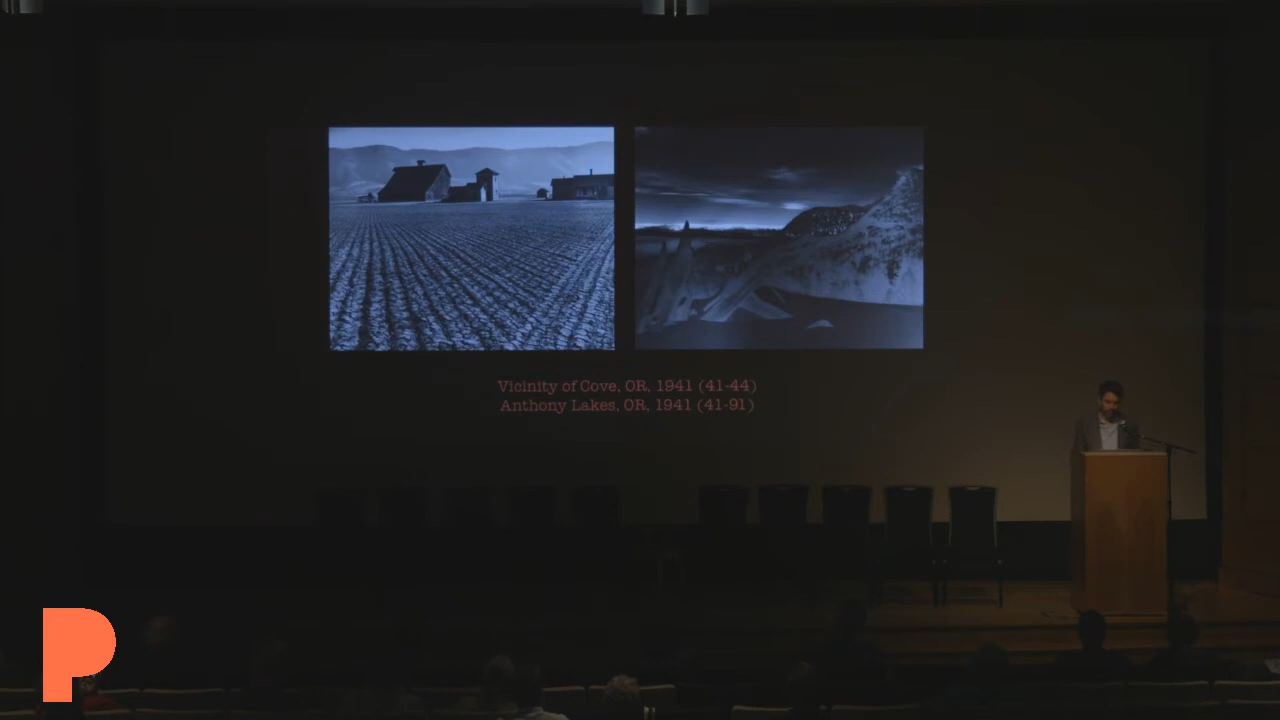 Vicinity of Cove, OR, 1941 (41-44)
Anthony Lakes, OR, 1941 (41-91)
P